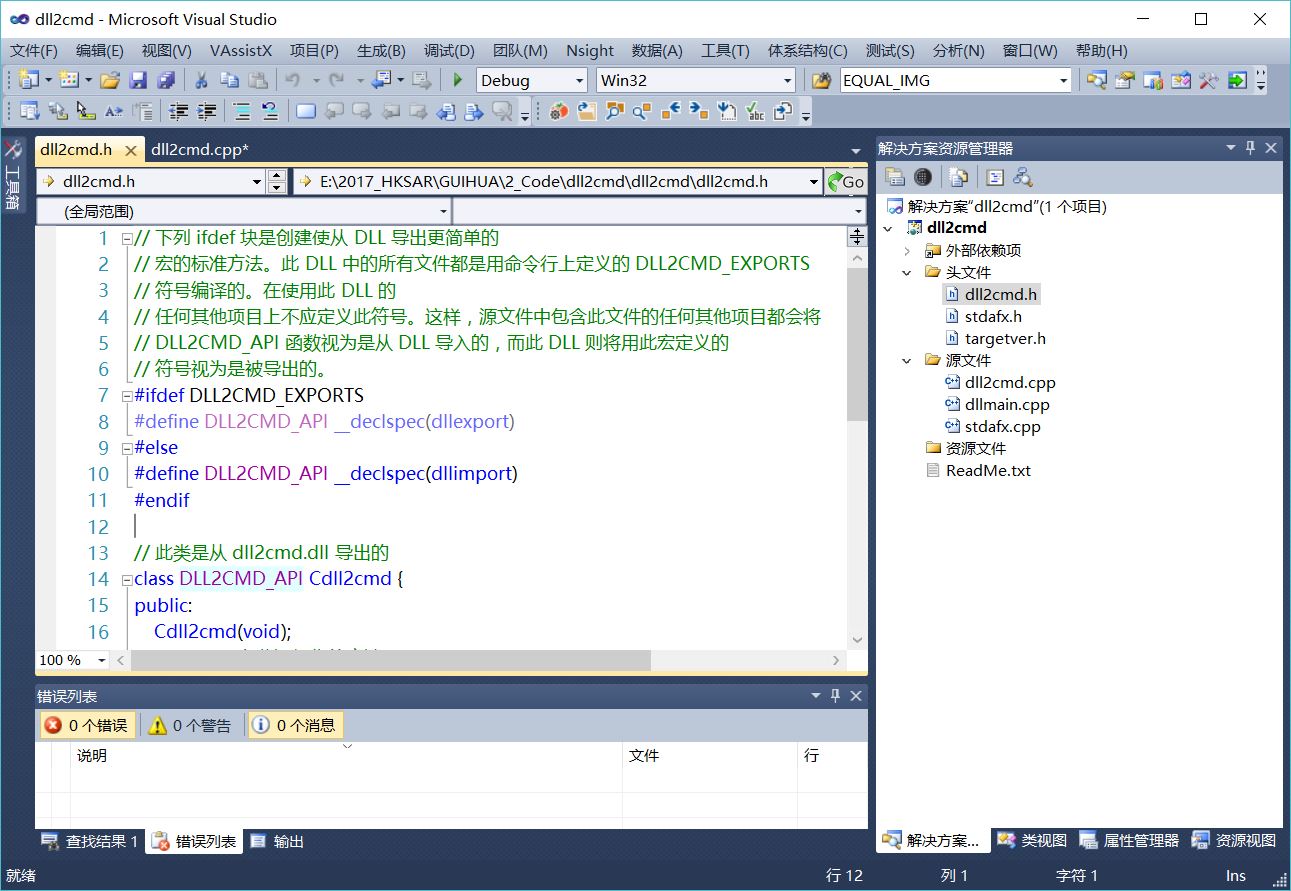 dll2cmd - Microsoft Visual Studio
文件(F) 编辑(E) 视图(V) VAssistX 项目(P) 生成(B) 调试(D) 团队(M) Nsight 数据(A) 工具(T) 体系结构(C) 测试(S) 分析(N) 窗口(W) 帮助(H)
Debug Win32 EQUAL_IMG
工具箱
dll2cmd.h dll2cmd.cpp*
dll2cmd.h E:\2017_HKSAR\GUIHUA\2_Code\dll2cmd\dll2cmd\dll2cmd.h Go
(全局范围)
1 // 下列 ifdef 块是创建使从 DLL 导出更简单的
2 // 宏的标准方法。此 DLL 中的所有文件都是用命令行上定义的 DLL2CMD_EXPORTS
3 // 符号编译的。在使用此 DLL 的
4 // 任何其他项目上不应定义此符号。这样，源文件中包含此文件的任何其他项目都会将
5 // DLL2CMD_API 函数视为是从 DLL 导入的，而此 DLL 则将用此宏定义的
6 // 符号视为是被导出的。
7 #ifdef DLL2CMD_EXPORTS
8 #define DLL2CMD_API __declspec(dllexport)
9 #else
10 #define DLL2CMD_API __declspec(dllimport)
11 #endif
12
13 // 此类是从 dll2cmd.dll 导出的
14 class DLL2CMD_API Cdll2cmd {
15 public:
16 Cdll2cmd(void);
100 %
错误列表
0 个错误 0 个警告 0 个消息
说明 文件 行
查找结果 1 错误列表 输出
解决方案资源管理器
解决方案“dll2cmd”(1 个项目)
dll2cmd
外部依赖项
头文件
dll2cmd.h
stdafx.h
targetver.h
源文件
dll2cmd.cpp
dllmain.cpp
stdafx.cpp
资源文件
ReadMe.txt
解决方案... 类视图 属性管理器 资源视图
就绪 行 12 列 1 字符 1 Ins